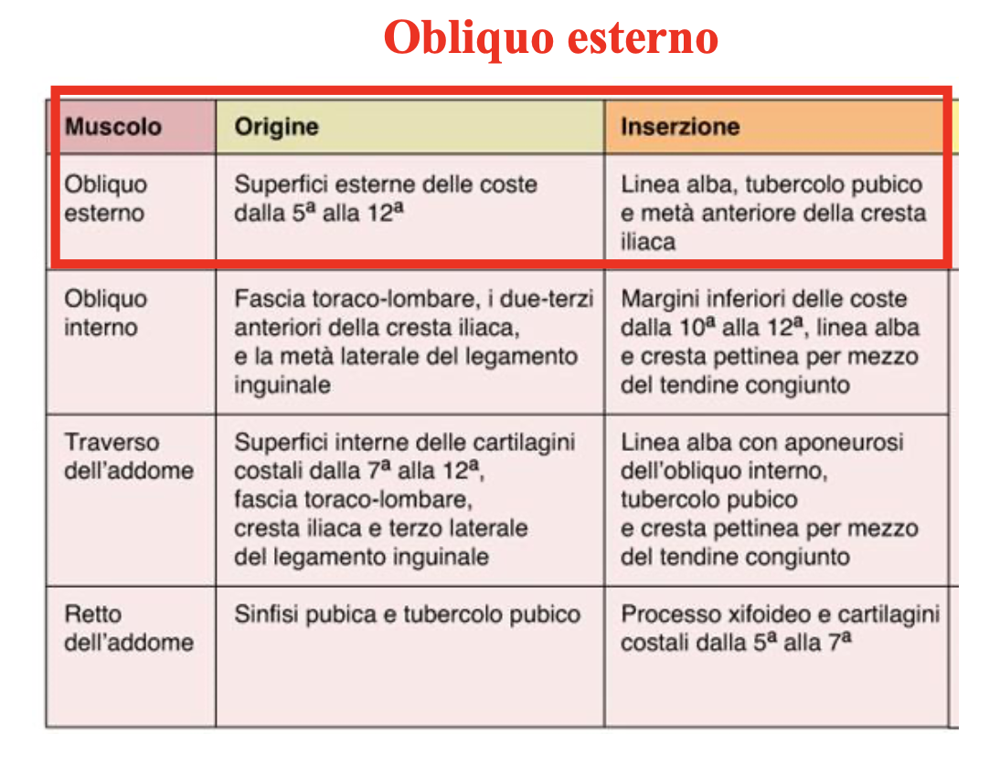 Obliquo esterno
Muscolo
Origine
Inserzione
Obliquo
esterno
Superfici esterne delle coste
dalla 5ª alla 12ª
Linea alba, tubercolo pubico
e metà anteriore della cresta
iliaca
Obliquo
interno
Fascia toraco-lombare, i due-terzi
anteriori della cresta iliaca,
e la metà laterale del legamento
inguinale
Margini inferiori delle coste
dalla 10ª alla 12ª, linea alba
e cresta pettinea per mezzo
del tendine congiunto
Traverso
dell'addome
Superfici interne delle cartilagini
costali dalla 7ª alla 12ª,
fascia toraco-lombare,
cresta iliaca e terzo laterale
del legamento inguinale
Linea alba con aponeurosi
dell'obliquo interno,
tubercolo pubico
e cresta pettinea per mezzo
del tendine congiunto
Retto
dell'addome
Sinfisi pubica e tubercolo pubico
Processo xifoideo e cartilagini
costali dalla 5ª alla 7ª